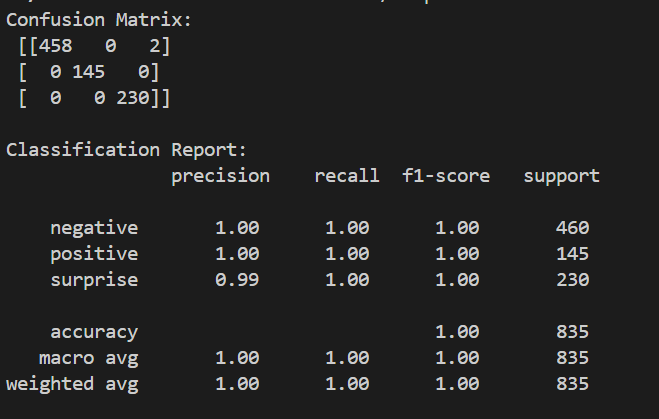 Confusion Matrix:
[[458 0 2]
[ 0 145 0]
[ 0 0 230]]
Classification Report:
precision recall f1-score support
negative 1.00 1.00 1.00 460
positive 1.00 1.00 1.00 145
surprise 0.99 1.00 1.00 230
accuracy 1.00 835
macro avg 1.00 1.00 1.00 835
weighted avg 1.00 1.00 1.00 835